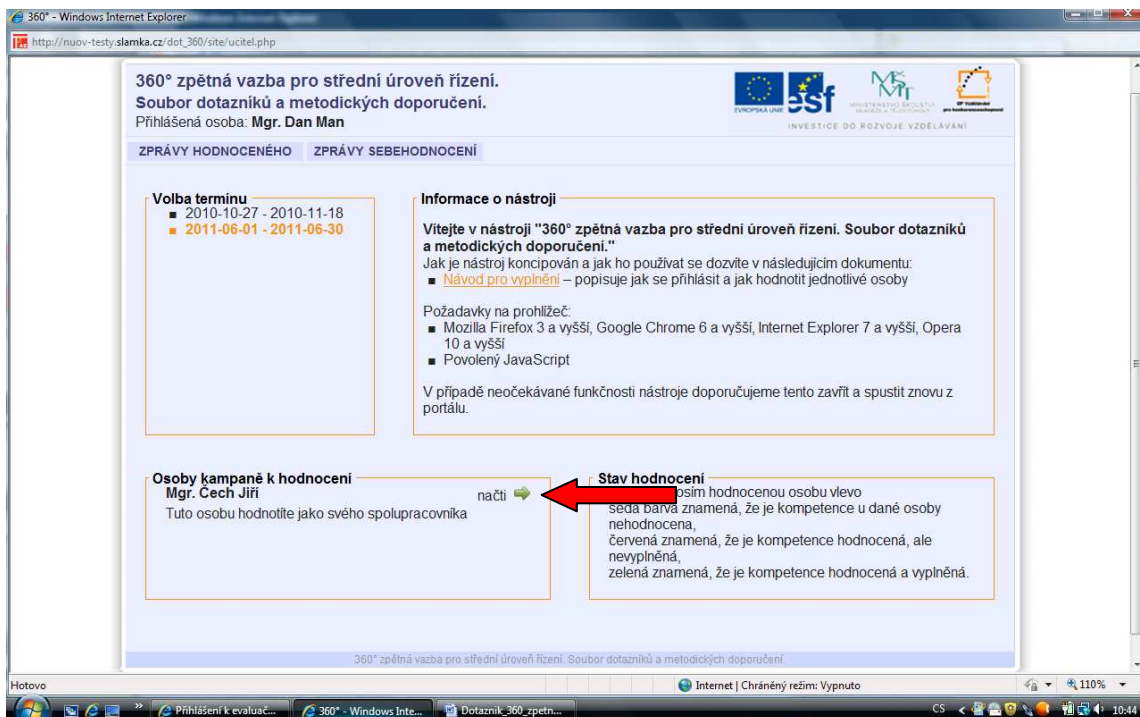 360° - Windows Internet Explorer
http://nuov-testy.slamka.cz/dot_360/site/ucitel.php
360° zpětná vazba pro střední úroveň řízení.
Soubor dotazníků a metodických doporučení.
Přihlášená osoba: Mgr. Dan Man
EVROPSKÁ UNIE
esf
MŠMT
INVESTICE DO ROZVOJE VZDĚLÁVÁNÍ
ZPRÁVY HODNOCENÉHO ZPRÁVY SEBEHODNOCENÍ
Volba termínu
2010-10-27 - 2010-11-18
2011-06-01 - 2011-06-30
Informace o nástroji
Vítejte v nástroji "360° zpětná vazba pro střední úroveň řízení. Soubor dotazníků
a metodických doporučení."
Jak je nástroj koncipován a jak ho používat se dozvíte v následujícím dokumentu:
Návod pro vyplnění – popisuje jak se přihlásit a jak hodnotit jednotlivé osoby
Požadavky na prohlížeč:
Mozilla Firefox 3 a vyšší, Google Chrome 6 a vyšší, Internet Explorer 7 a vyšší, Opera
10 a vyšší
Povolený JavaScript
V případě neočekávané funkčnosti nástroje doporučujeme tento zavřít a spustit znovu z
portálu.
Osoby kampaně k hodnocení
Mgr. Čech Jiří
načti
Tuto osobu hodnotíte jako svého spolupracovníka
Stav hodnocení
osím hodnocenou osobu vlevo
šedá barva znamená, že je kompetence u dané osoby
nehodnocena,
červená znamená, že je kompetence hodnocená, ale
nevyplněná,
zelená znamená, že je kompetence hodnocená a vyplněná.
360° zpětná vazba pro střední úroveň řízení. Soubor dotazníků a metodických doporučení.
Hotovo
Internet | Chráněný režim: Vypnuto
110%
Přihlášení k evaluač...
360° - Windows Inte...
Dotaznik_360_zpetn...
CS
10:44